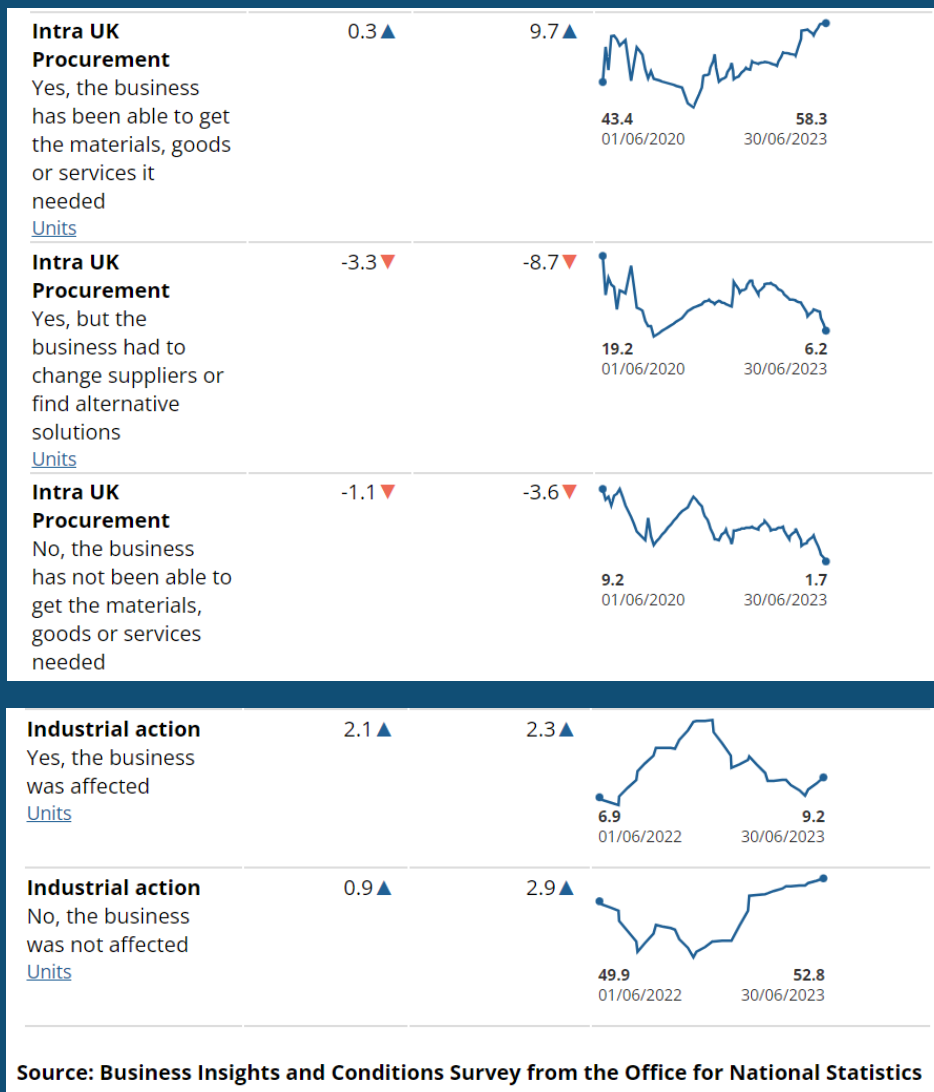 Intra UK 0.3▲ 9.7▲
Procurement
Yes, the business
has been able to get
the materials, goods 43.4 58.3
or services it 01/06/2020 30/06/2023
needed
Units
Intra UK -3.3▼ -8.7▼
Procurement
Yes, but the
business had to 19.2 6.2
change suppliers or 01/06/2020 30/06/2023
find alternative
solutions
Units
Intra UK -1.1▼ -3.6▼
Procurement
No, the business
has not been able to 9.2 1.7
get the materials, 01/06/2020 30/06/2023
goods or services
needed
Industrial action 2.1▲ 2.3▲
Yes, the business
was affected
Units 6.9 9.2
01/06/2022 30/06/2023
Industrial action 0.9▲ 2.9▲
No, the business
was not affected
Units 49.9 52.8
01/06/2022 30/06/2023
Source: Business Insights and Conditions Survey from the Office for National Statistics